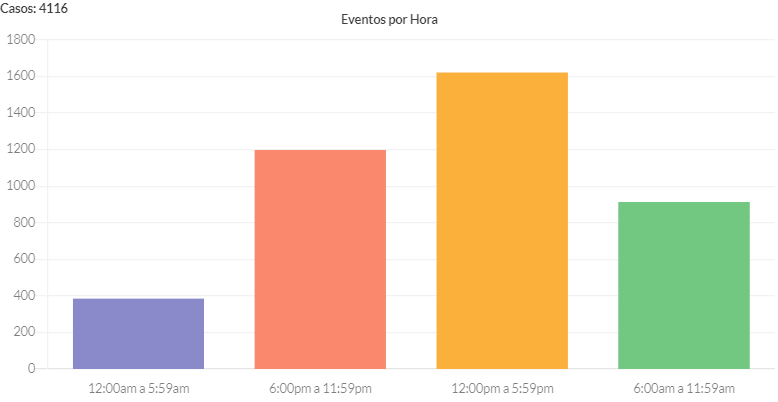 Casos: 4116
Eventos por Hora
1800
1600
1400
1200
1000
800
600
400
200
0
12:00am a 5:59am
6:00pm a 11:59pm
12:00pm a 5:59pm
6:00am a 11:59am